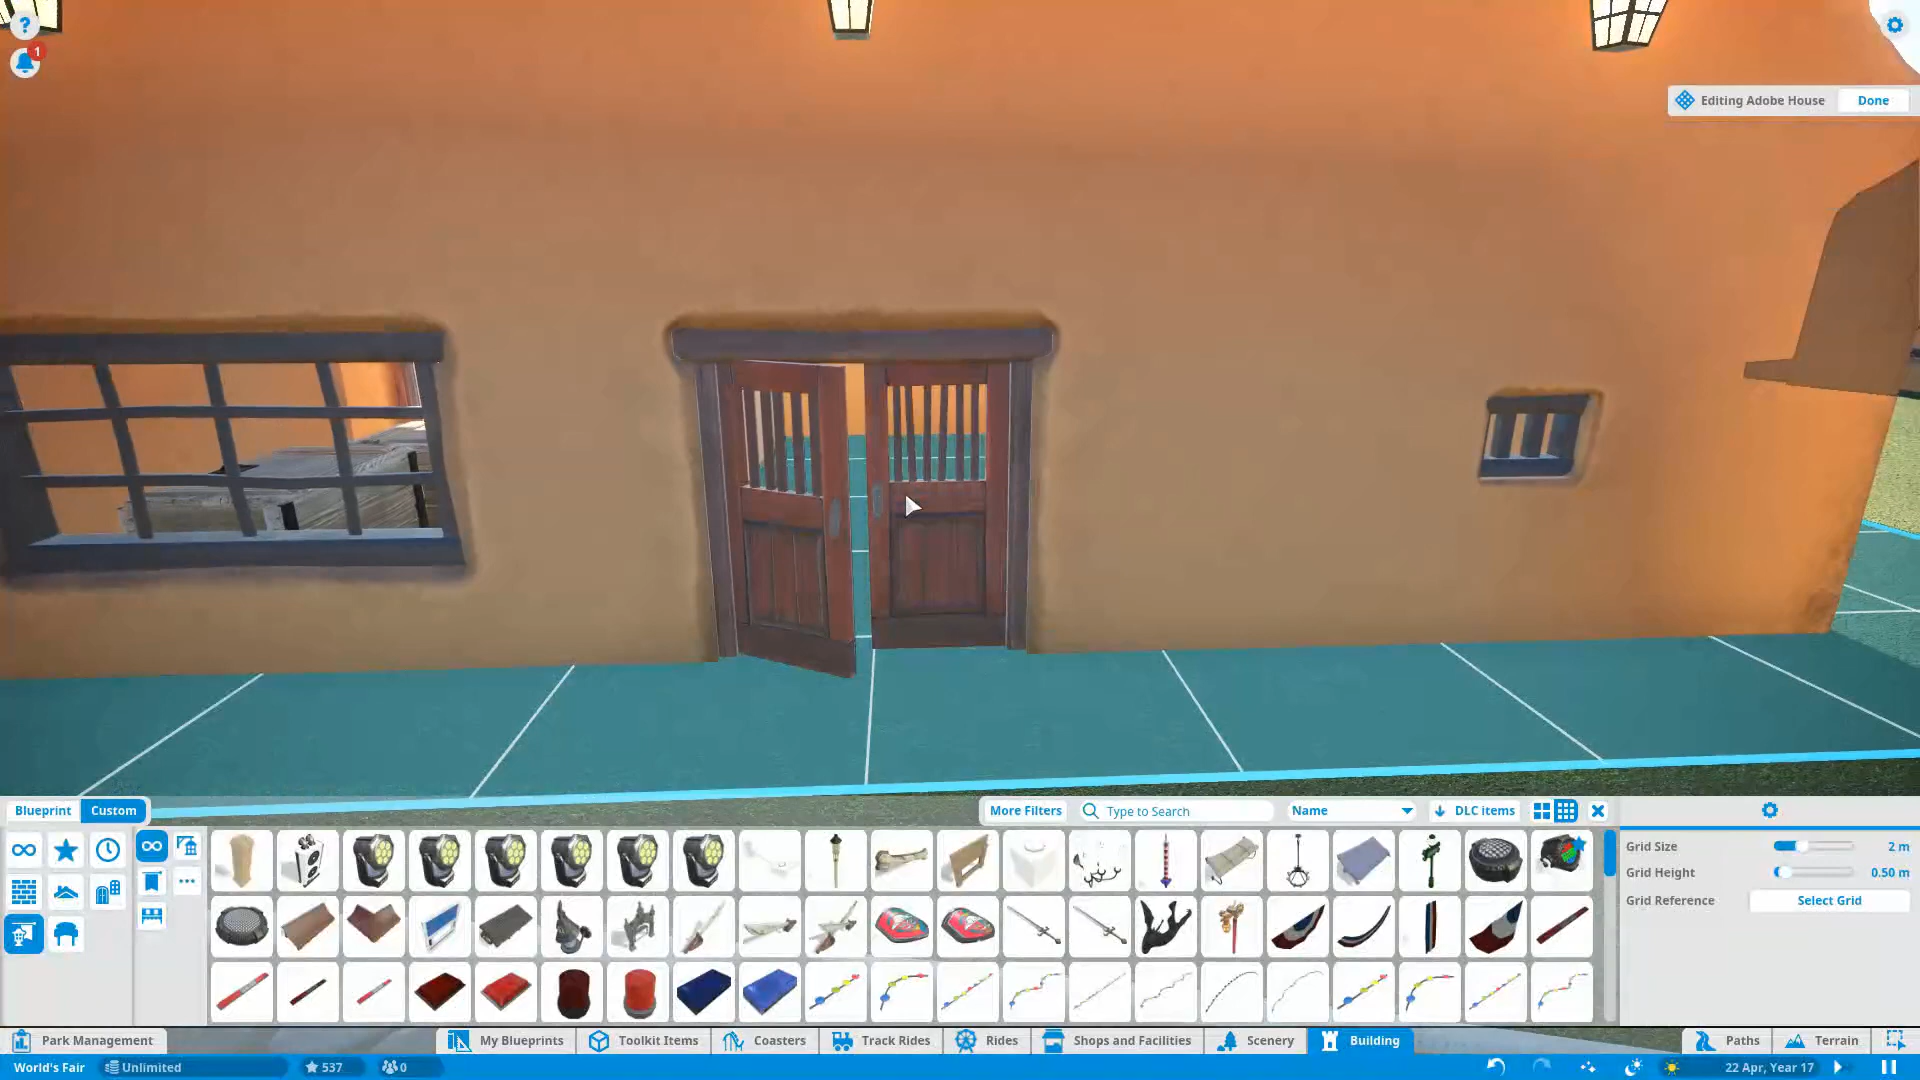 ?
1
Editing Adobe House
Done
Blueprint
Custom
More Filters
Type to Search
Name
DLC items
Grid Size
2 m
Grid Height
0.50 m
Grid Reference
Select Grid
Park Management
My Blueprints
Toolkit Items
Coasters
Track Rides
Rides
Shops and Facilities
Scenery
Building
Paths
Terrain
World's Fair
Unlimited
537
0
22 Apr, Year 17